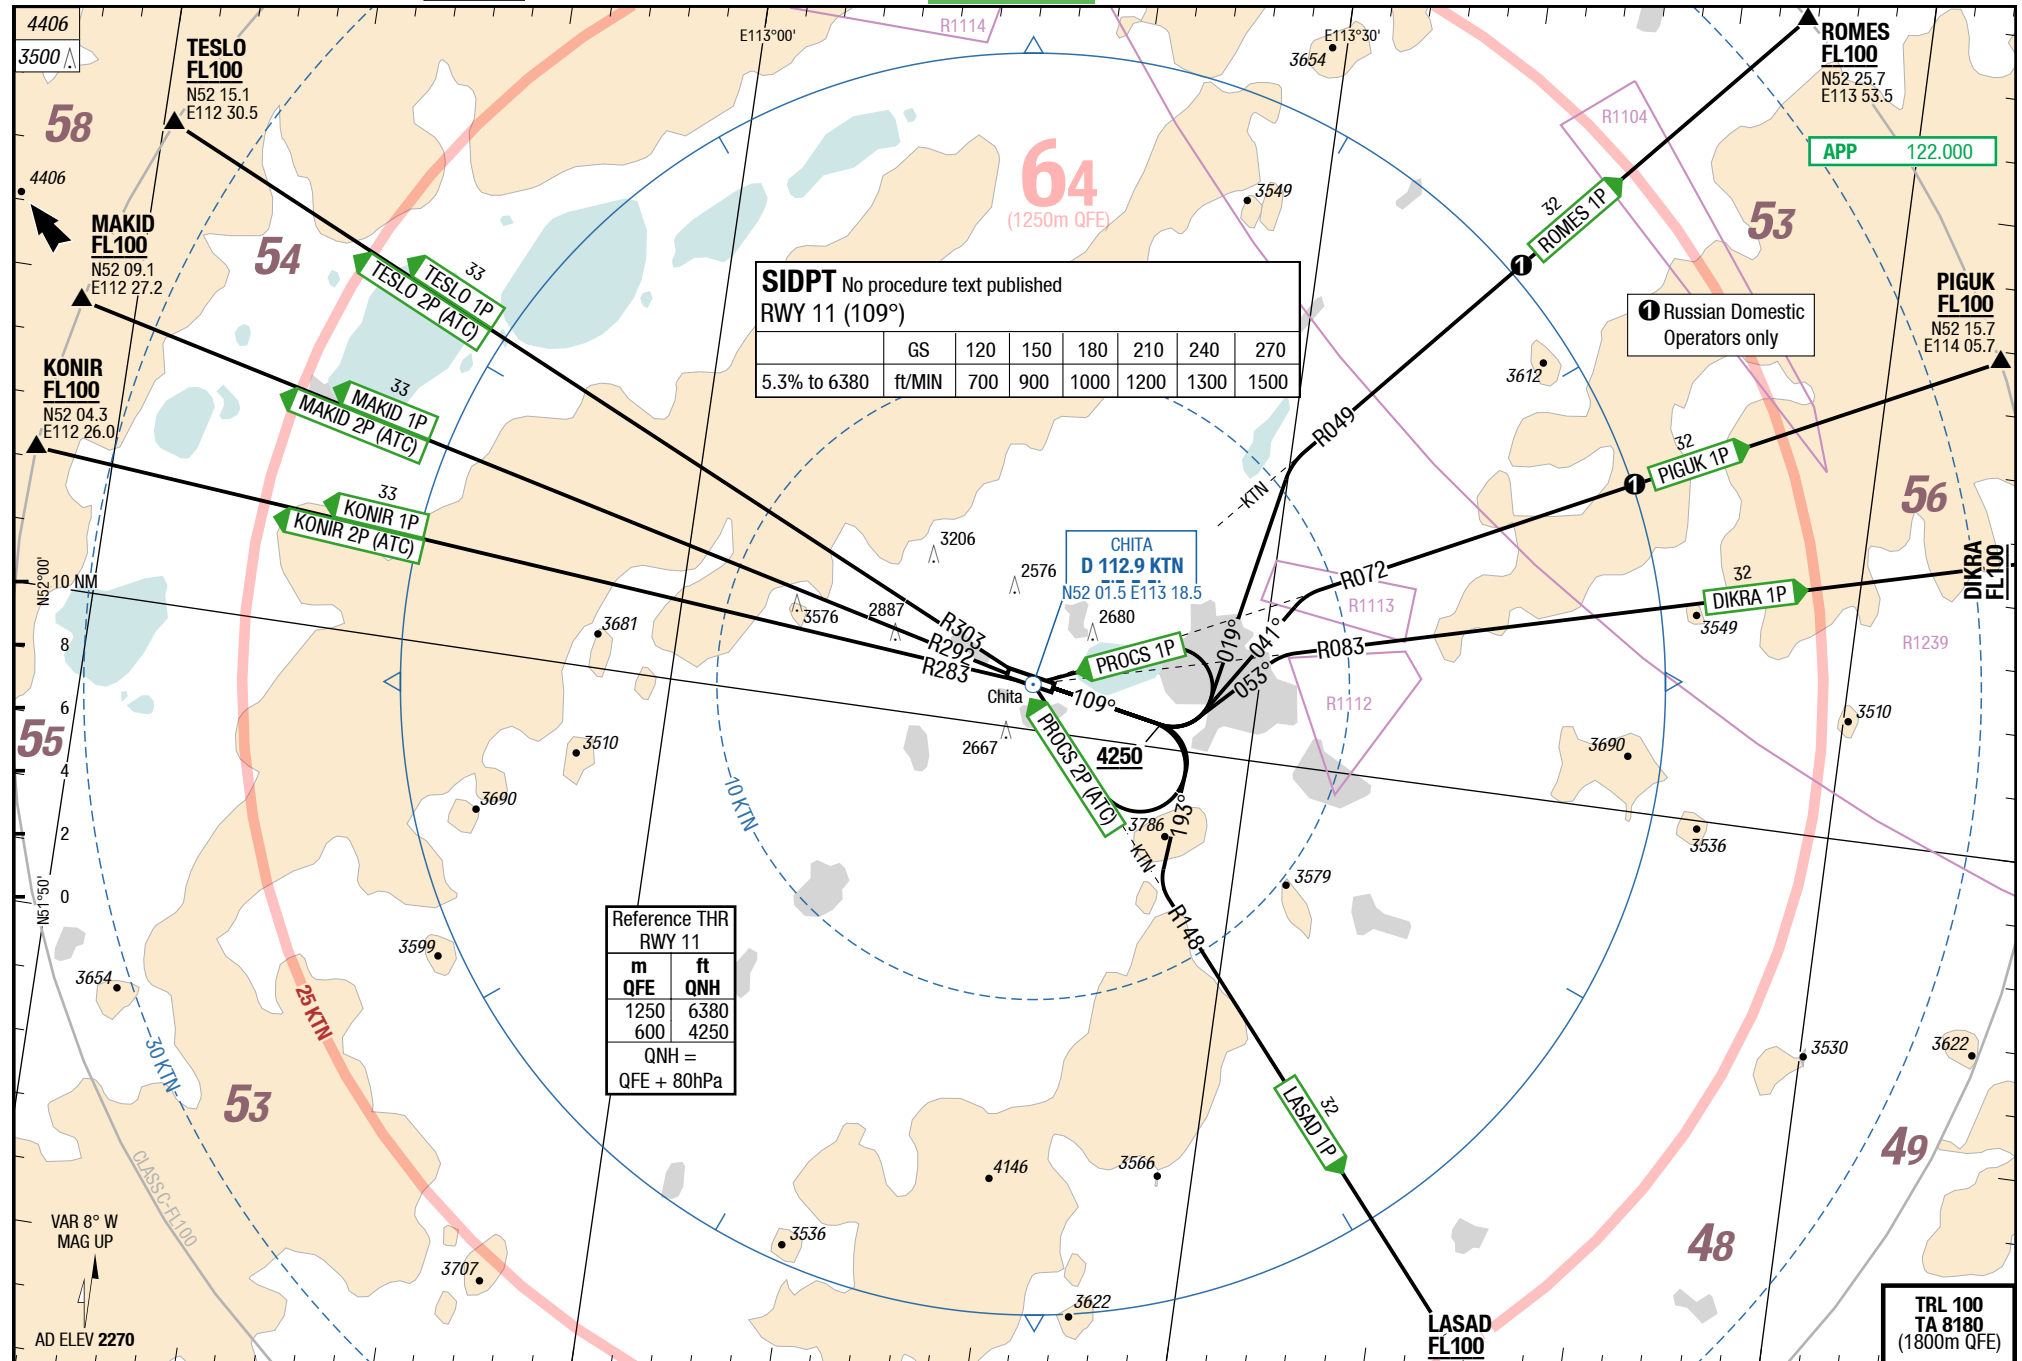 4406
3500
TESLO
FL100
N52 15.1
E112 30.5
58
4406
MAKID
FL100
N52 09.1
E112 27.2
54
KONIR
FL100
N52 04.3
E112 26.0
E113°00'
R1114
E113°30'
3654
ROMES
FL100
N52 25.7
E113 53.5
R1104
APP 122.000
64
(1250m QFE)
3549
53
32
ROMES 1P
1
33
TESLO 1P
TESLO 2P (ATC)
33
MAKID 1P
MAKID 2P (ATC)
33
KONIR 1P
KONIR 2P (ATC)
SIDPT No procedure text published
RWY 11 (109°)
GS 120 150 180 210 240 270
5.3% to 6380 ft/MIN 700 900 1000 1200 1300 1500
1 Russian Domestic
Operators only
PIGUK
FL100
N52 15.7
E114 05.7
3612
R049
KTN
32
PIGUK 1P
1
56
3206
2576
CHITA
D 112.9 KTN
N52 01.5 E113 18.5
2680
R072
R1113
32
DIKRA 1P
3549
DIKRA
FL100
R1239
N52°00'
10 NM
8
6
4
2
0
N51°50'
3681
3576
2887
R303
R292
R283
PROCS 1P
019°
041°
053°
R083
R1112
Chita
109°
2667
4250
PROCS 2P (ATC)
193°
3786
KTN
R148
55
3510
3690
10 KTN
3510
3690
3536
3579
3599
3654
25 KTN
30 KTN
Reference THR
RWY 11
m ft
QFE QNH
1250 6380
600 4250
QNH =
QFE + 80hPa
53
CLASS C-FL100
3530
3622
32
LASAD 1P
4146
3566
49
48
3536
3707
3622
VAR 8° W
MAG UP
AD ELEV 2270
LASAD
FL100
TRL 100
TA 8180
(1800m QFE)